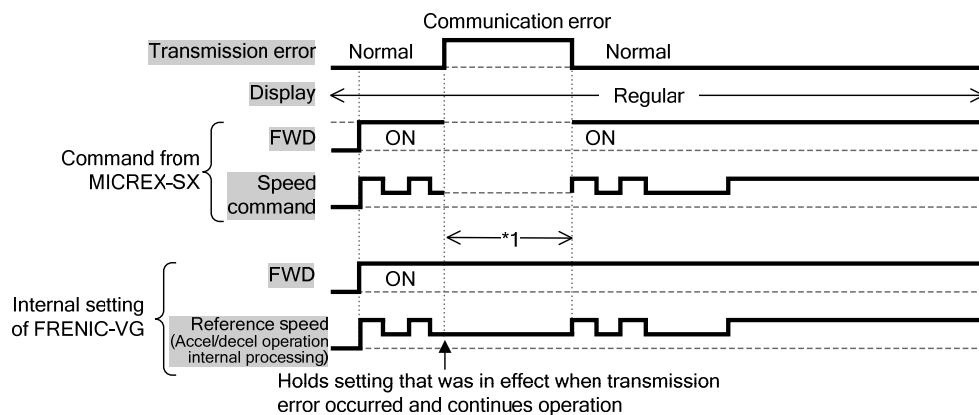 Communication error
Transmission error
Normal
Normal
Display
Regular
Command from
MICREX-SX
FWD
ON
ON
Speed
command
*1
Internal setting
of FRENIC-VG
FWD
ON
Reference speed
(Accel/decel operation
internal processing)
Holds setting that was in effect when transmission
error occurred and continues operation